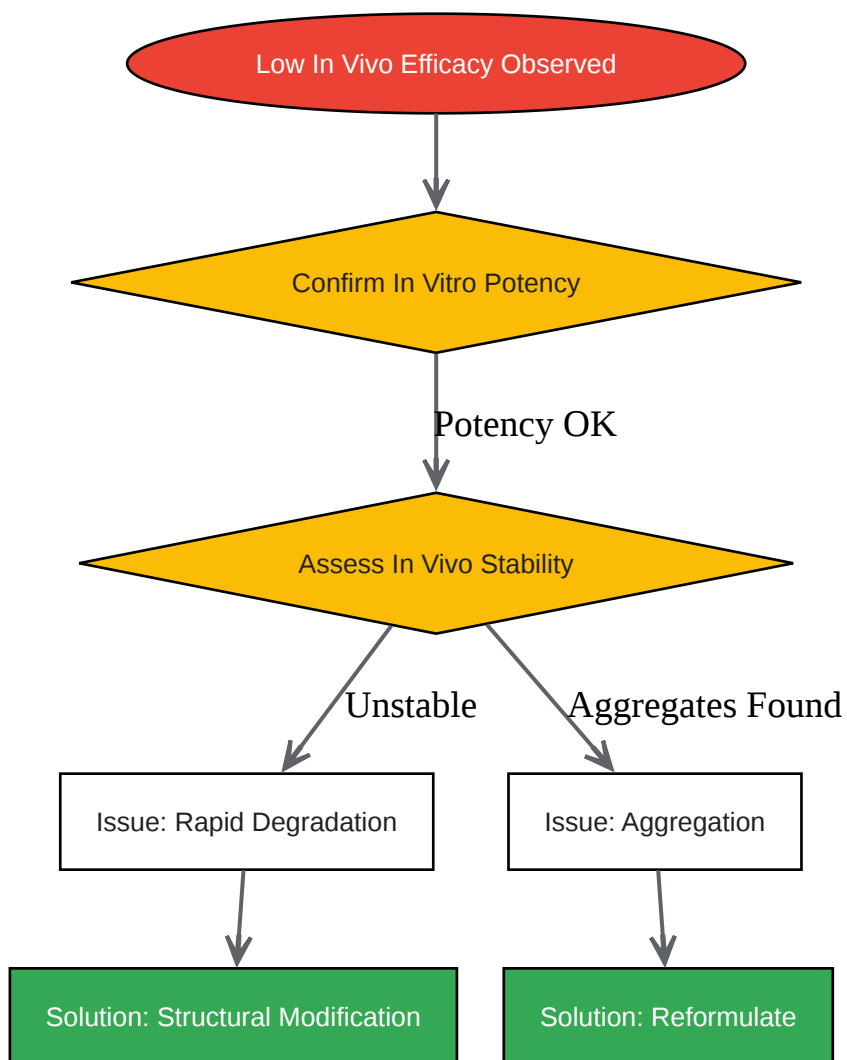 Low In Vivo Efficacy Observed
Confirm In Vitro Potency
Potency OK
Assess In Vivo Stability
Unstable
Aggregates Found
Issue: Rapid Degradation
Issue: Aggregation
Solution: Structural Modification
Solution: Reformulate